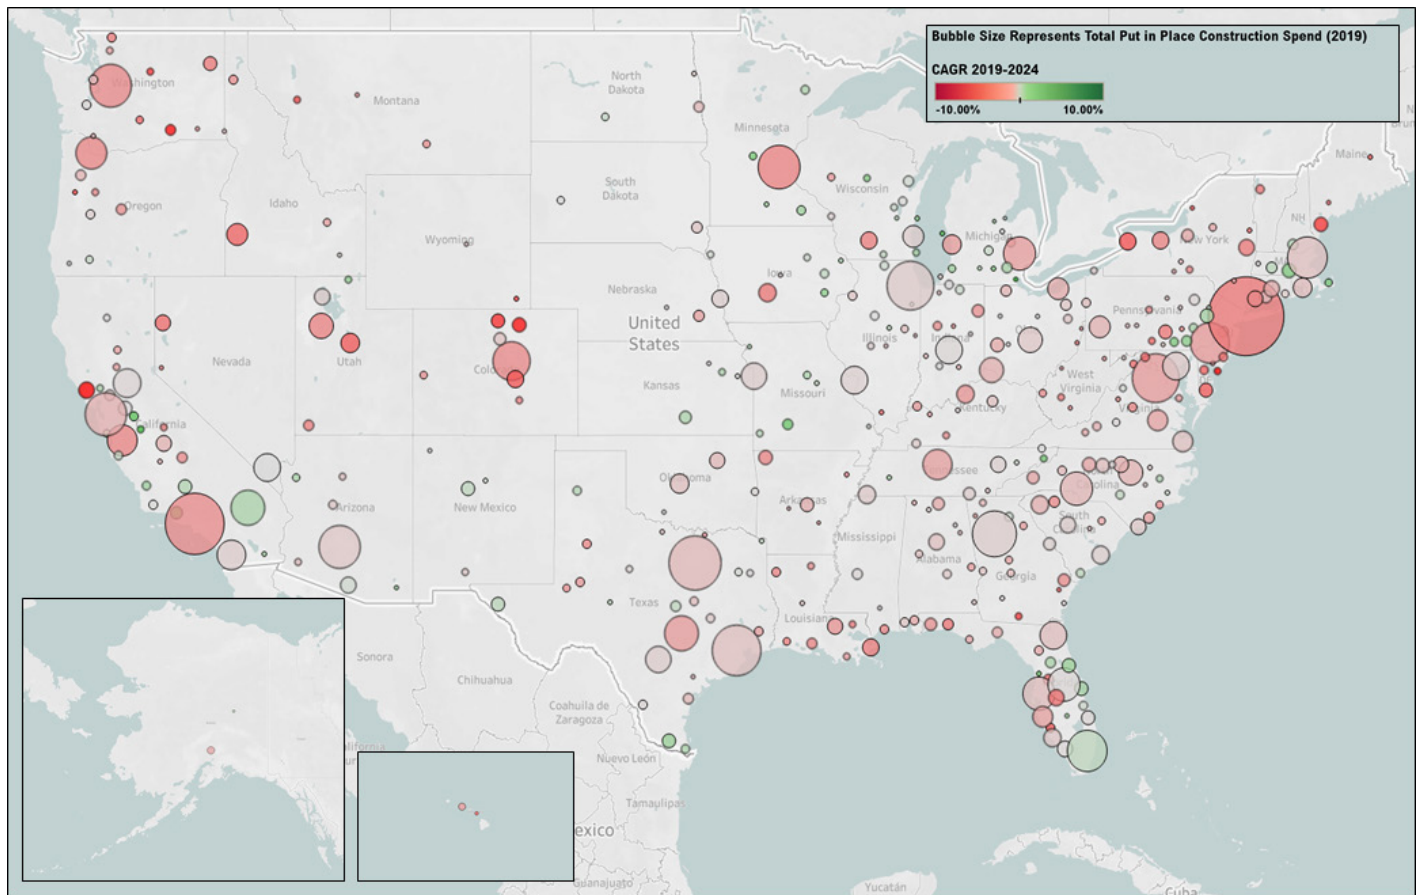 Bubble Size Represents Total Put in Place Construction Spend (2019)
CAGR 2019-2024
-10.00% 10.00%
Washington
Montana
North
Dakota
Minnesota
Maine
Oregon
Idaho
South
Dakota
Wisconsin
NH
Wyoming
Michigan
New York
Nebraska
Iowa
Pennsylvania
United
States
Illinois
Indiana
Nevada
Utah
Kansas
Missouri
West
Virginia
Virginia
Kentucky
California
Oklahoma
Tennessee
Carolina
Arizona
New Mexico
Arkansas
South
Mississippi
Alabama
Georgia
Texas
Louisiana
Sonora
Chihuahua
Coahuila de
Zaragoza
Nuevo León
Tamaulipas
exico
Guanajuato
Yucatán
Cuba